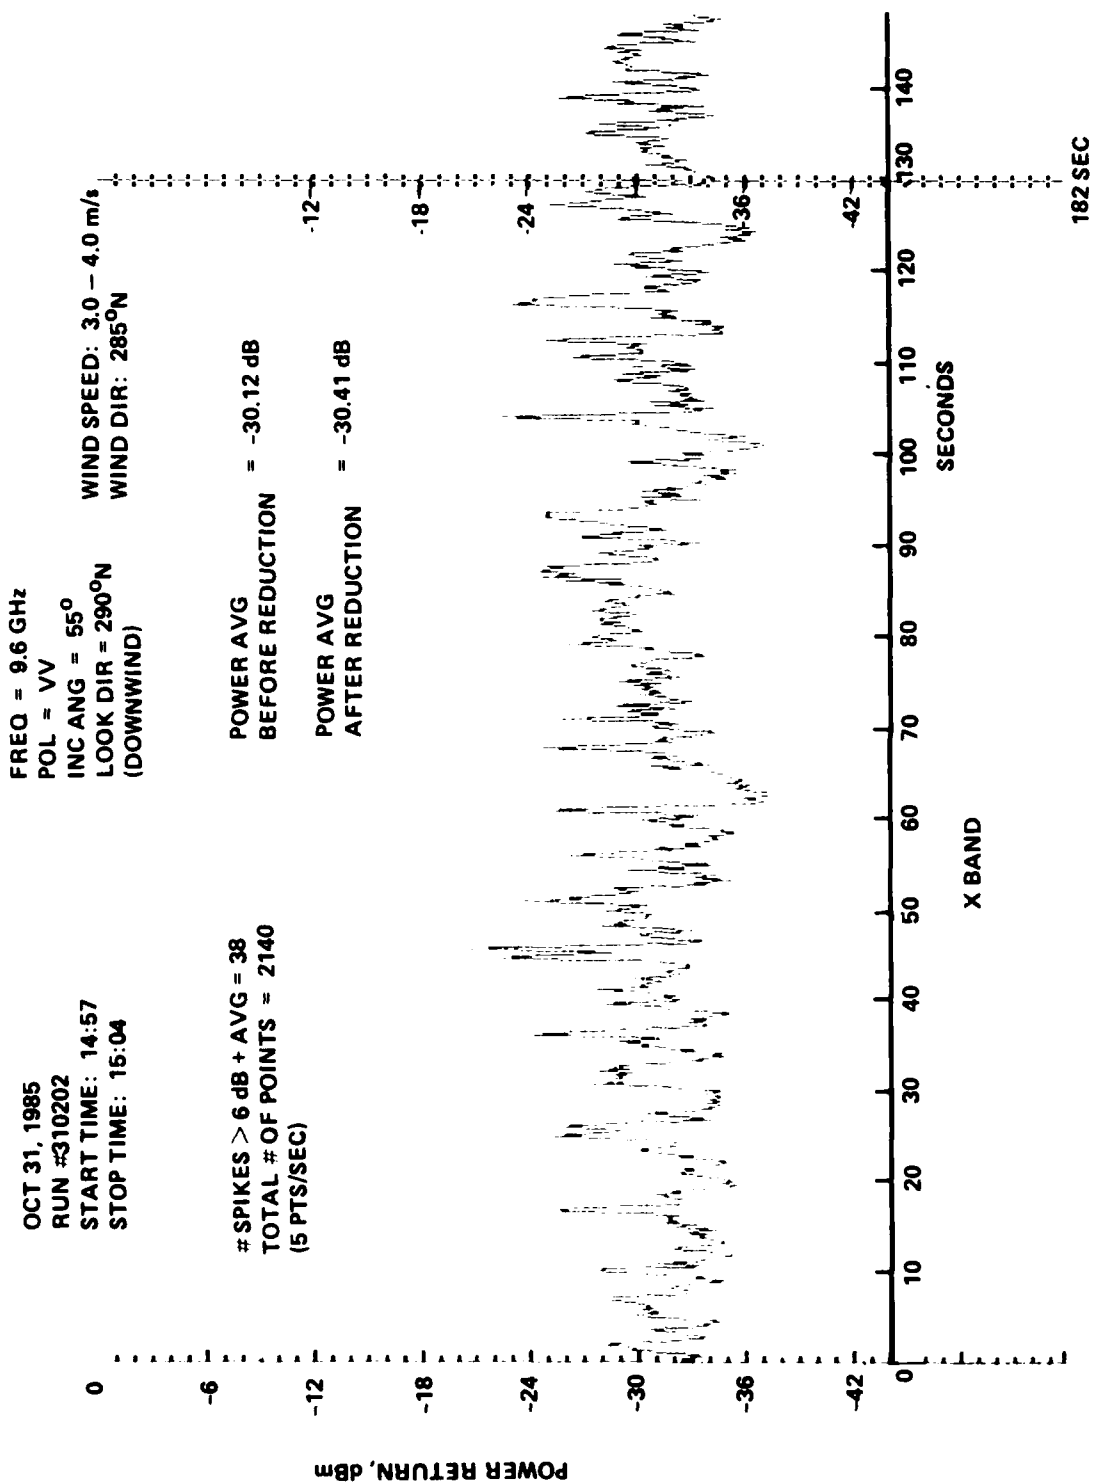 OCT 31, 1985
RUN #310202
START TIME: 14:57
STOP TIME: 15:04
FREQ = 9.6 GHz
POL = VV
INC ANG = 55°
LOOK DIR = 290°N
(DOWNWIND)
WIND SPEED: 3.0 – 4.0 m/s
WIND DIR: 285°N
# SPIKES > 6 dB + AVG = 38
TOTAL # OF POINTS = 2140
(5 PTS/SEC)
POWER AVG
BEFORE REDUCTION = -30.12 dB
POWER AVG
AFTER REDUCTION = -30.41 dB
POWER RETURN, dBm
0
-6
-12
-18
-24
-30
-36
-42
-12
-18
-24
-36
-42
0 10 20 30 40 50 60 70 80 90 100 110 120 130 140
SECONDS
X BAND
182 SEC